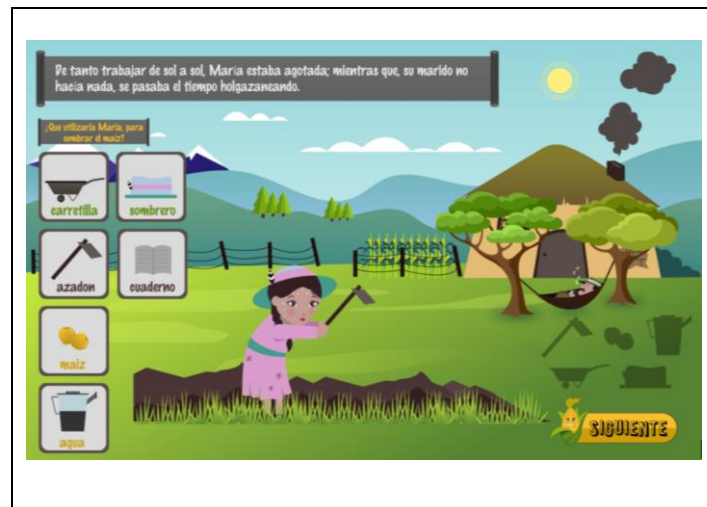 De tanto trabajar de sol a sol, María estaba agotada; mientras que, su marido no
hacía nada, se pasaba el tiempo holgazaneando.
¿Que utilizaría María, para
sembrar el maíz?
carretilla
sombrero
azadon
cuaderno
maiz
agua
SIGUIENTE